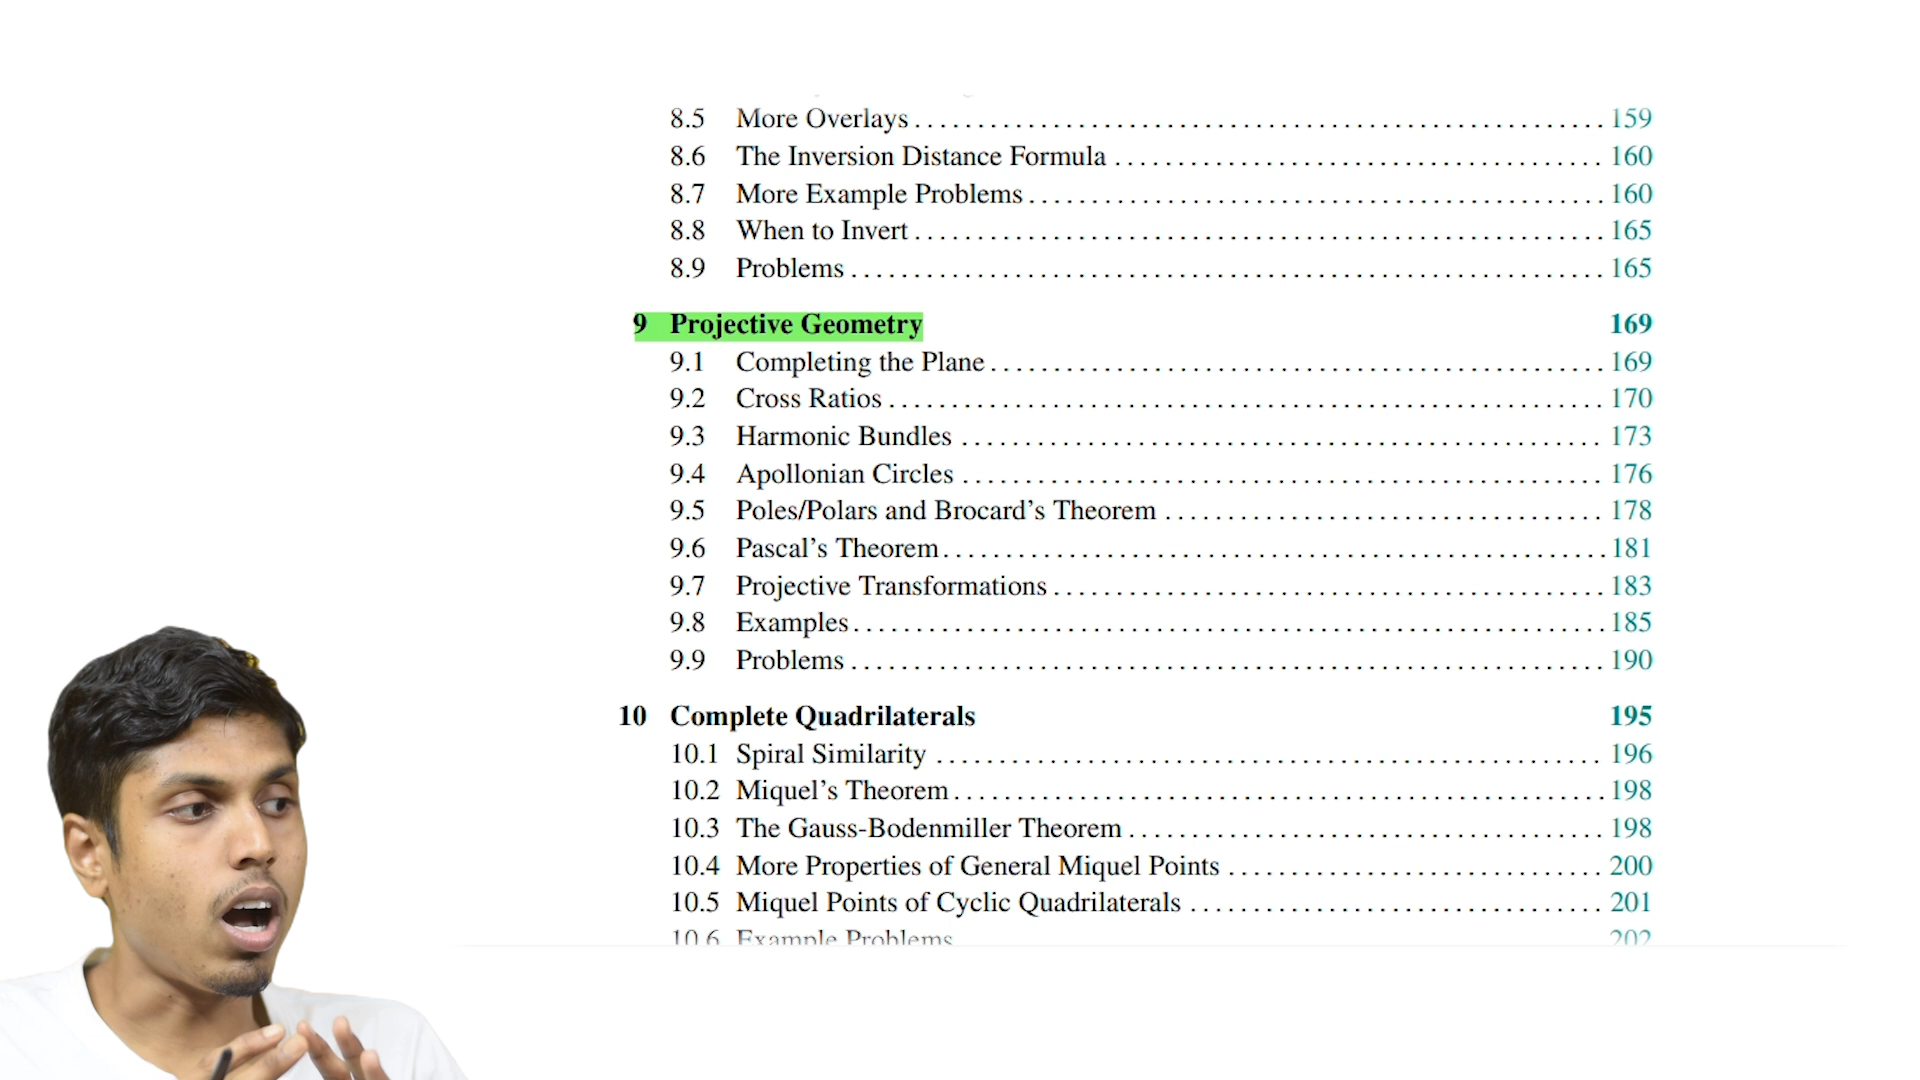 8.5 More Overlays 159
8.6 The Inversion Distance Formula 160
8.7 More Example Problems 160
8.8 When to Invert 165
8.9 Problems 165
9 Projective Geometry 169
9.1 Completing the Plane 169
9.2 Cross Ratios 170
9.3 Harmonic Bundles 173
9.4 Apollonian Circles 176
9.5 Poles/Polars and Brocard's Theorem 178
9.6 Pascal's Theorem 181
9.7 Projective Transformations 183
9.8 Examples 185
9.9 Problems 190
10 Complete Quadrilaterals 195
10.1 Spiral Similarity 196
10.2 Miquel's Theorem 198
10.3 The Gauss-Bodenmiller Theorem 198
10.4 More Properties of General Miquel Points 200
10.5 Miquel Points of Cyclic Quadrilaterals 201
10.6 Example Problems 202